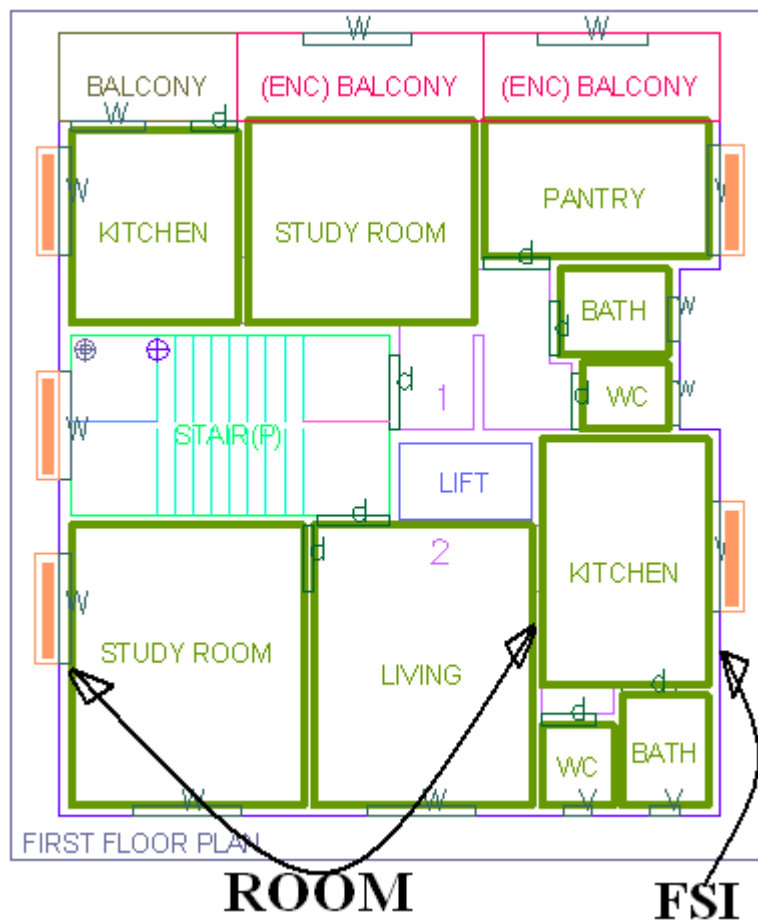 W W
BALCONY (ENC) BALCONY (ENC) BALCONY
W d
W V
KITCHEN STUDY ROOM PANTRY
d
BATH W
d
d W
d WC
1
W STAIR(P)
LIFT
d
d 2
W KITCHEN V
STUDY ROOM LIVING
d
d
WC BATH
W W V V
FIRST FLOOR PLAN
ROOM FSI